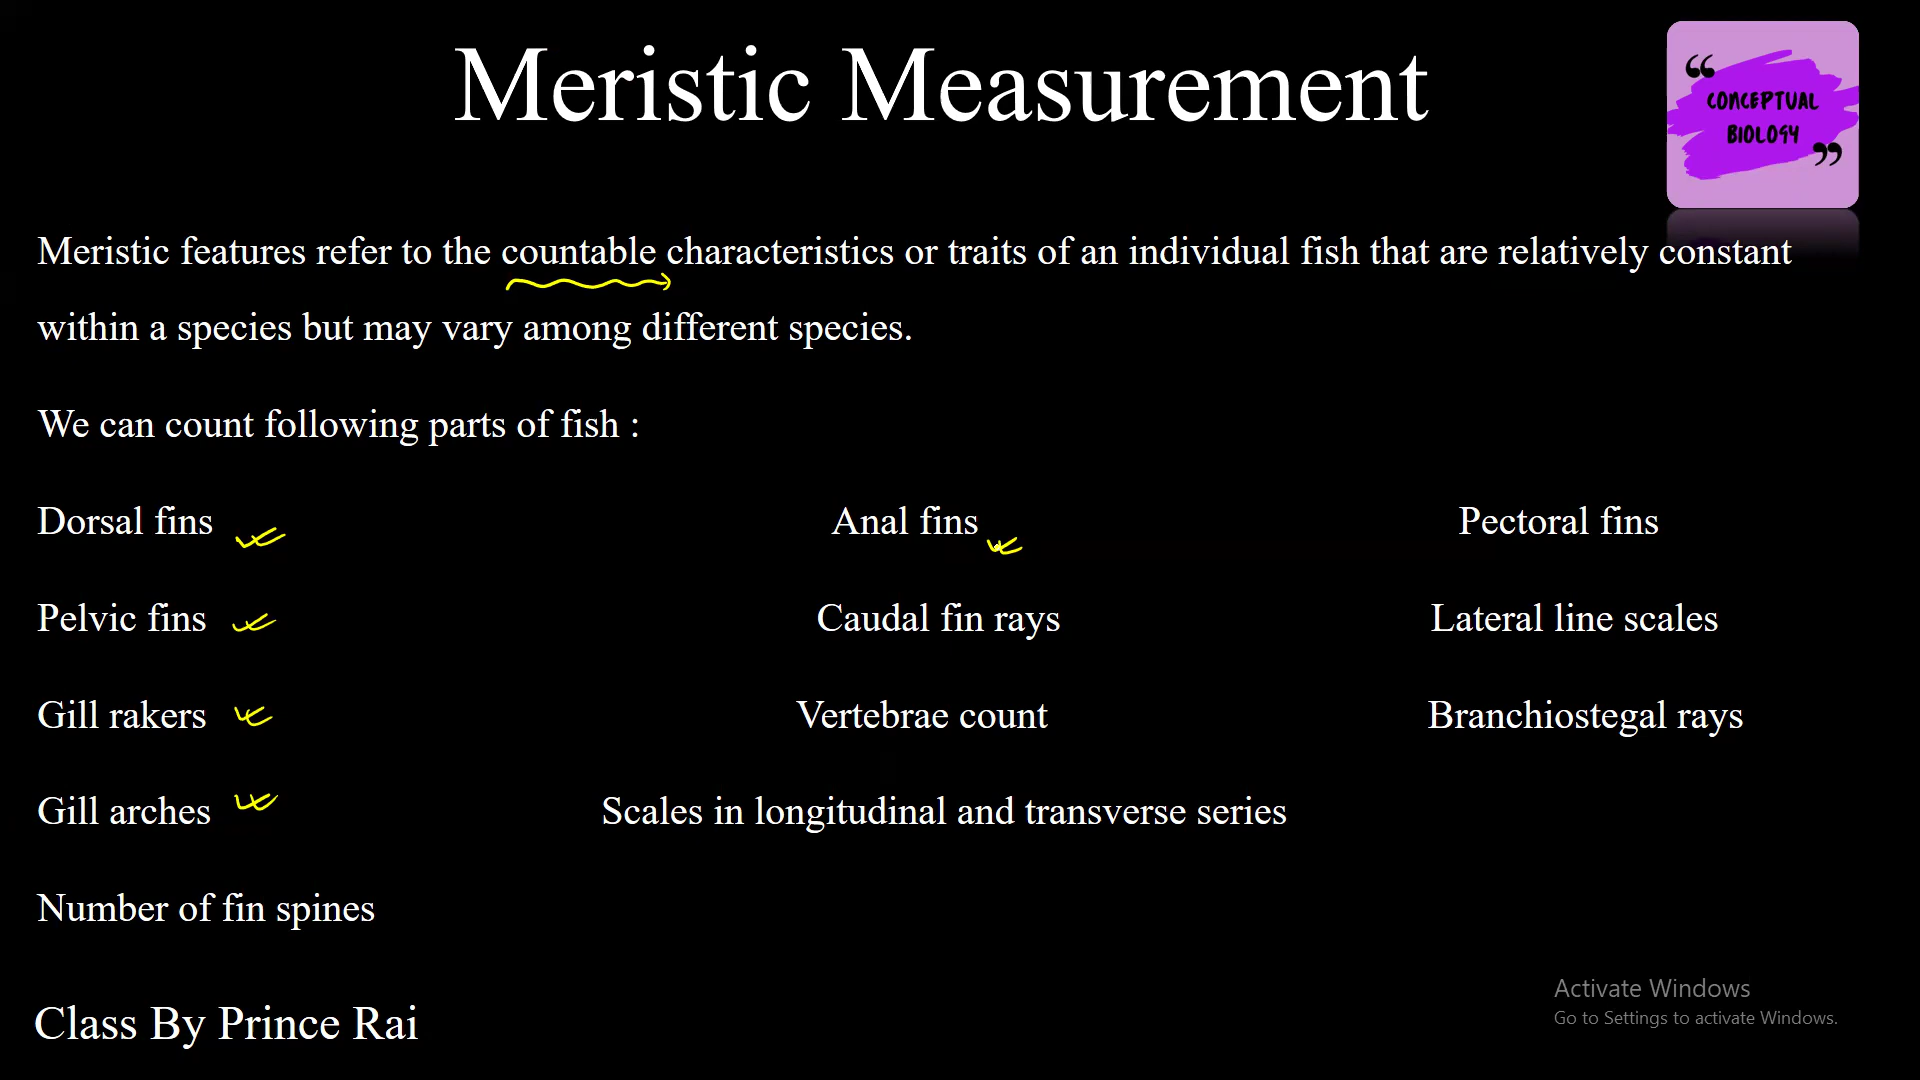 Meristic Measurement
“ CONCEPTUAL
BIOLOGY ”
Meristic features refer to the countable characteristics or traits of an individual fish that are relatively constant
within a species but may vary among different species.
We can count following parts of fish :
Dorsal fins Anal fins Pectoral fins
Pelvic fins Caudal fin rays Lateral line scales
Gill rakers Vertebrae count Branchiostegal rays
Gill arches Scales in longitudinal and transverse series
Number of fin spines
Class By Prince Rai
Activate Windows
Go to Settings to activate Windows.